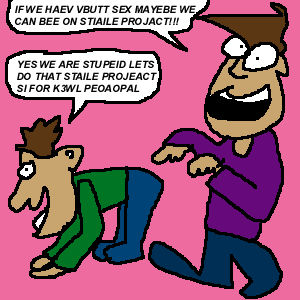 IF WE HAEV VBUTT SEX MAYEBE WE
CAN BEE ON STIAILE PROJACT!!!
YES WE ARE STUPEID LETS
DO THAT STAILE PROJEACT
SI FOR K3WL PEOAOPAL